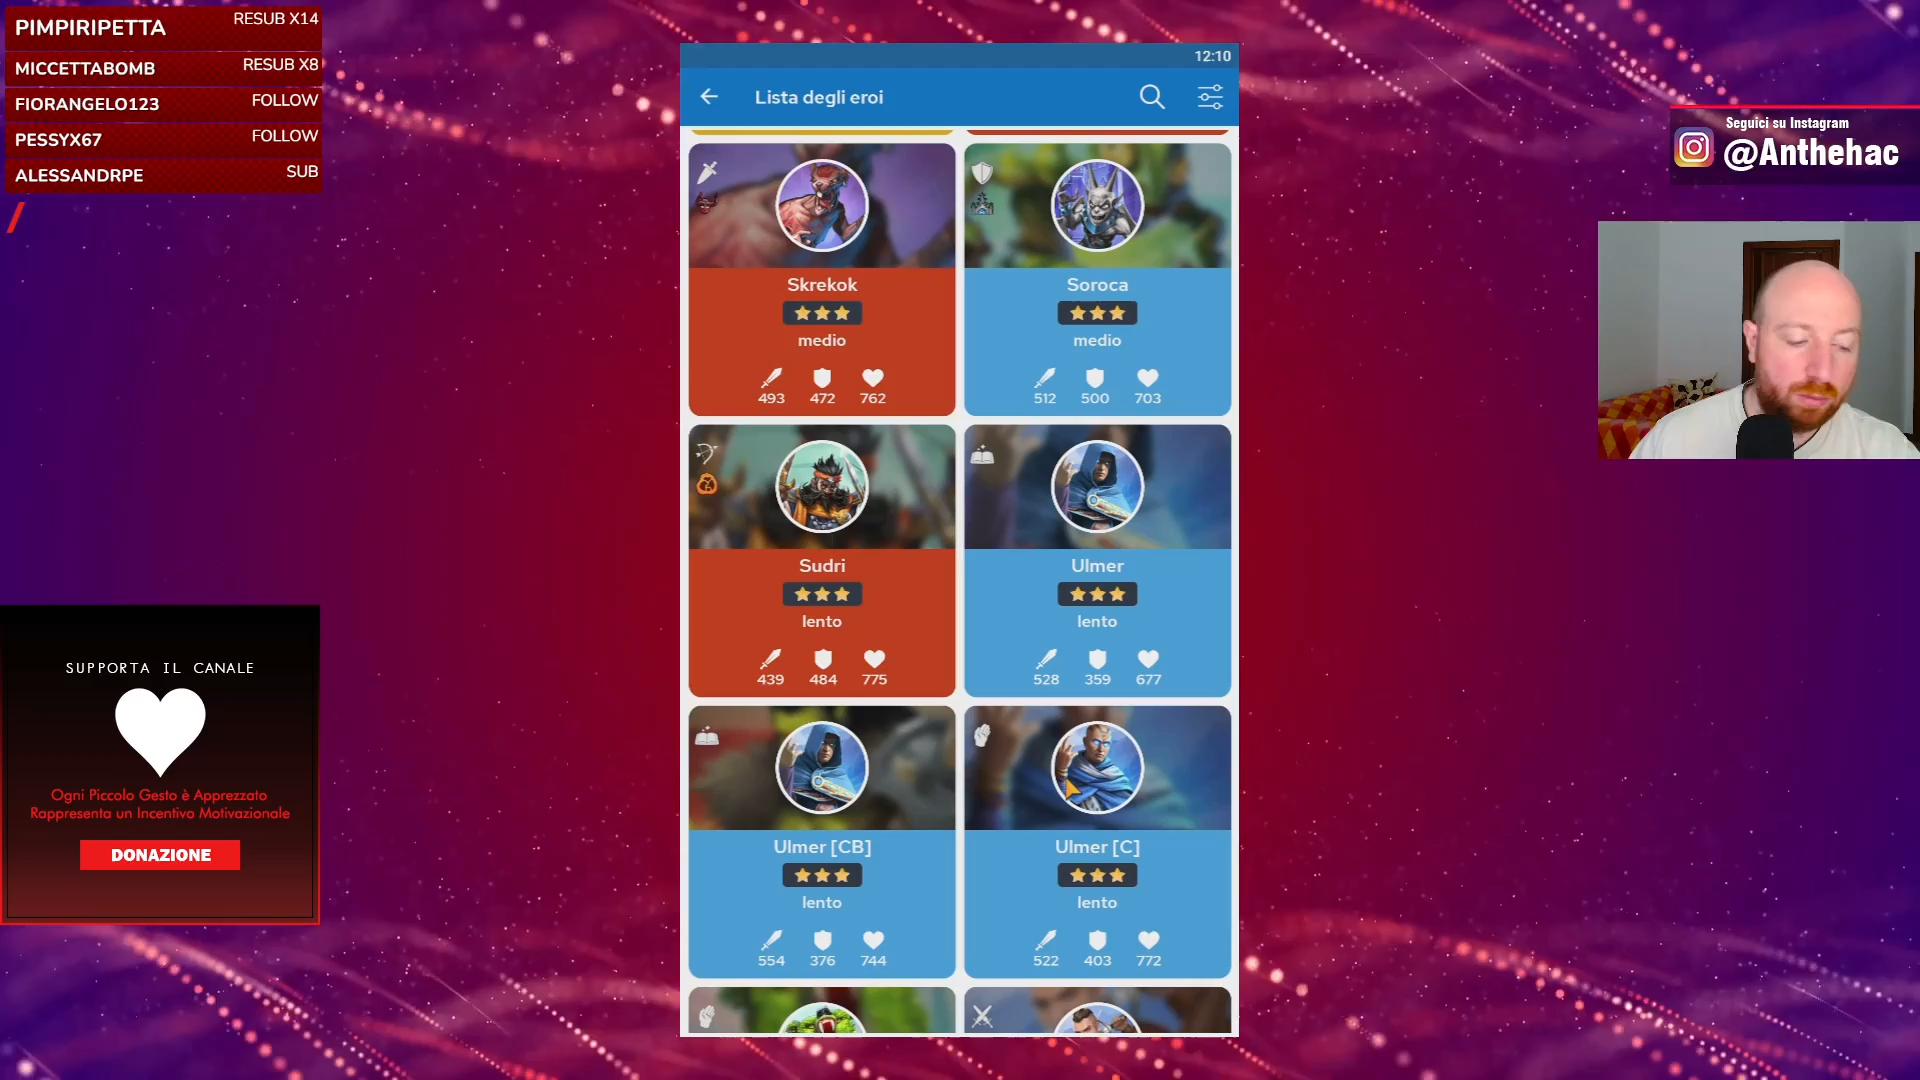 PIMPIRIPETTA RESUB X14
MICCETTABOMB RESUB X8
FIORANGELO123 FOLLOW
PESSYX67 FOLLOW
ALESSANDRPE SUB
/
SUPPORTA IL CANALE
Ogni Piccolo Gesto è Apprezzato
Rappresenta un Incentivo Motivazionale
DONAZIONE
12:10
Lista degli eroi
Skrekok
medio
493 472 762
Soroca
medio
512 500 703
Sudri
lento
439 484 775
Ulmer
lento
528 359 677
Ulmer [CB]
lento
554 376 744
Ulmer [C]
lento
522 403 772
Seguici su Instagram
@Anthehac